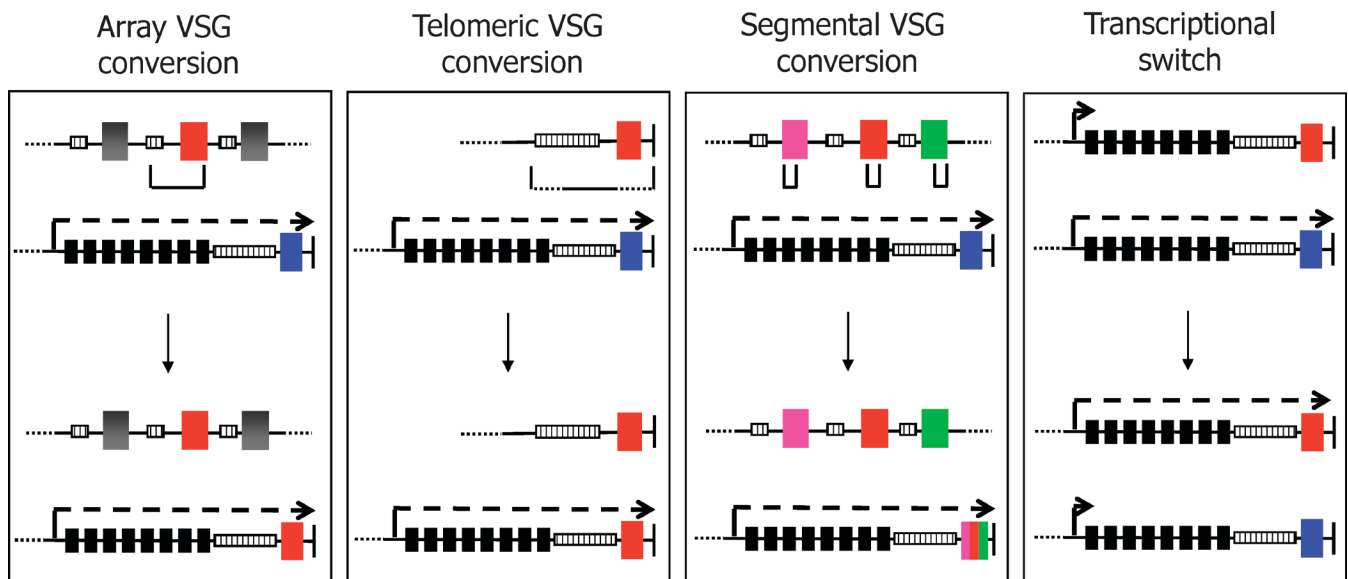 Array VSG
conversion
Telomeric VSG
conversion
Segmental VSG
conversion
Transcriptional
switch